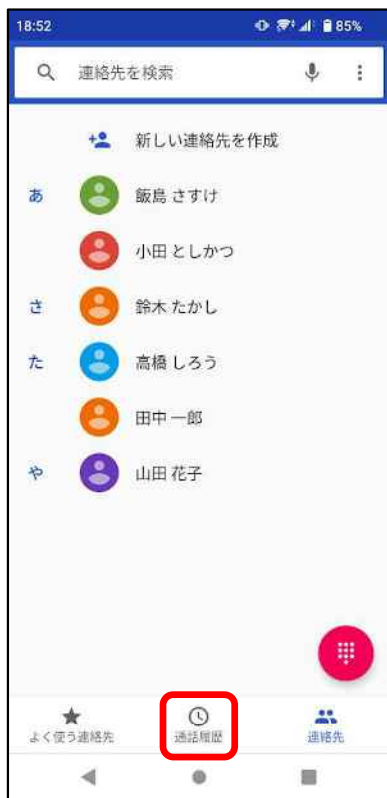 18:52 85%
連絡先を検索
新しい連絡先を作成
あ 飯島 さすけ
小田 としかつ
さ 鈴木 たかし
た 高橋 しろう
田中 一郎
や 山田 花子
よく使う連絡先 通話履歴 連絡先